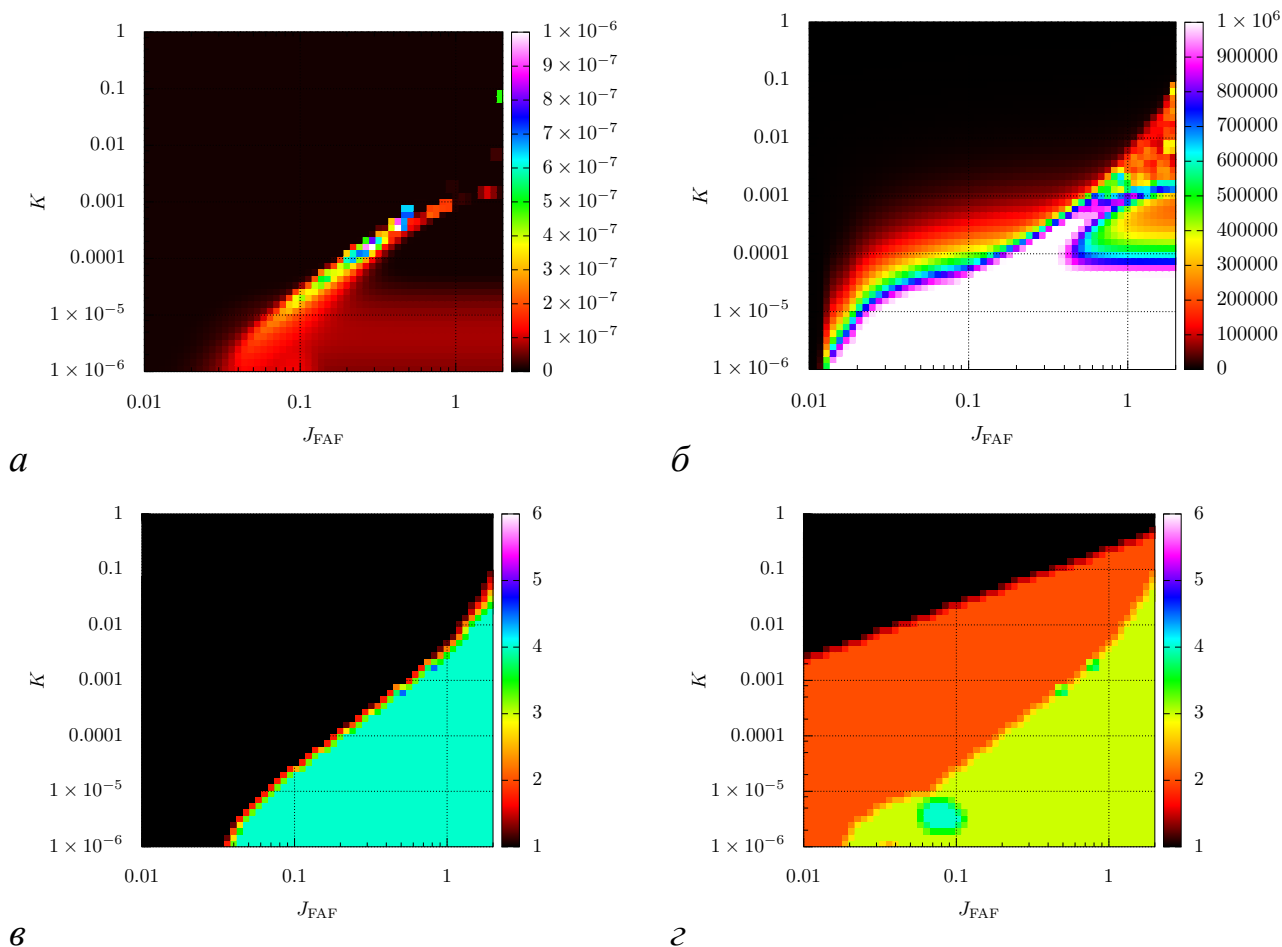 1
0.1
0.01
0.001
0.0001
1 × 10⁻⁵
1 × 10⁻⁶
K
0.01 0.1 1
J_FAF
1 × 10⁻⁶
9 × 10⁻⁷
8 × 10⁻⁷
7 × 10⁻⁷
6 × 10⁻⁷
5 × 10⁻⁷
4 × 10⁻⁷
3 × 10⁻⁷
2 × 10⁻⁷
1 × 10⁻⁷
0
а
1
0.1
0.01
0.001
0.0001
1 × 10⁻⁵
1 × 10⁻⁶
K
0.01 0.1 1
J_FAF
1 × 10⁶
900000
800000
700000
600000
500000
400000
300000
200000
100000
0
б
1
0.1
0.01
0.001
0.0001
1 × 10⁻⁵
1 × 10⁻⁶
K
0.01 0.1 1
J_FAF
6
5
4
3
2
1
в
1
0.1
0.01
0.001
0.0001
1 × 10⁻⁵
1 × 10⁻⁶
K
0.01 0.1 1
J_FAF
6
5
4
3
2
1
г